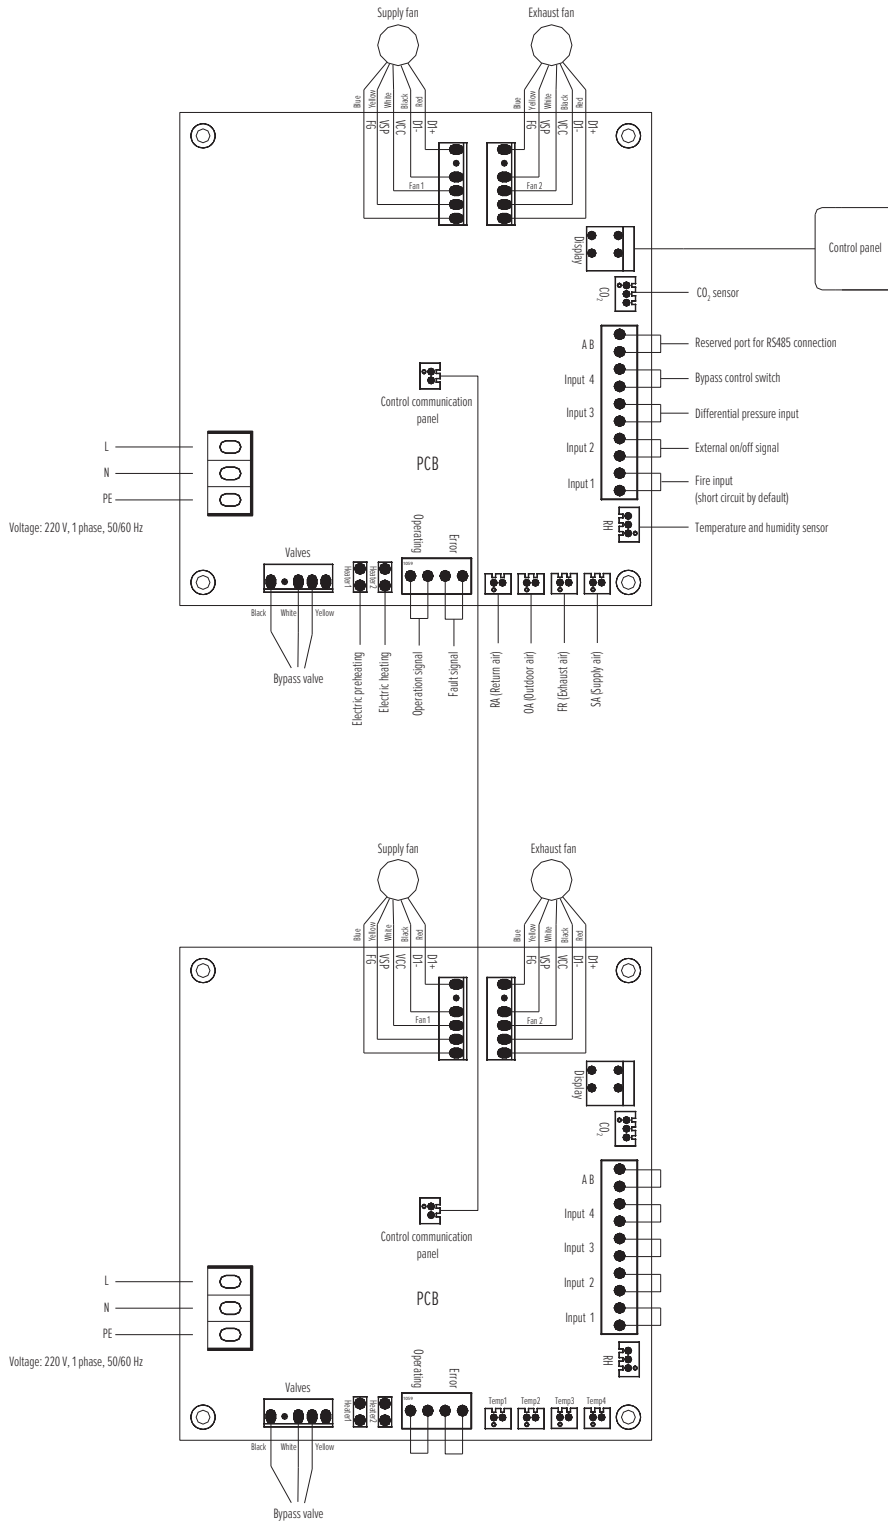 Supply fan
Exhaust fan
Blue
Yellow
White
Black
Red
Blue
Yellow
White
Black
Red
FG
VSP
VCC
D1-
D1+
FG
VSP
VCC
D1-
D1+
Fan 1
Fan 2
Display
Control panel
CO2
CO2 sensor
A B
Reserved port for RS485 connection
Input 4
Bypass control switch
Control communication
panel
Input 3
Differential pressure input
L
Input 2
External on/off signal
PCB
N
Input 1
Fire input
(short circuit by default)
PE
RH
Temperature and humidity sensor
Voltage: 220 V, 1 phase, 50/60 Hz
Operating
Error
Valves
Heater1
Heater2
Black
White
Yellow
Bypass valve
Electric preheating
Electric heating
Operation signal
Fault signal
RA (Return air)
OA (Outdoor air)
FR (Exhaust air)
SA (Supply air)
Supply fan
Exhaust fan
Blue
Yellow
White
Black
Red
Blue
Yellow
White
Black
Red
FG
VSP
VCC
D1-
D1+
FG
VSP
VCC
D1-
D1+
Fan 1
Fan 2
Display
CO2
A B
Input 4
Control communication
panel
Input 3
L
Input 2
PCB
N
Input 1
PE
RH
Voltage: 220 V, 1 phase, 50/60 Hz
Operating
Error
Valves
Heater1
Heater2
Temp1
Temp2
Temp3
Temp4
Black
White
Yellow
Bypass valve